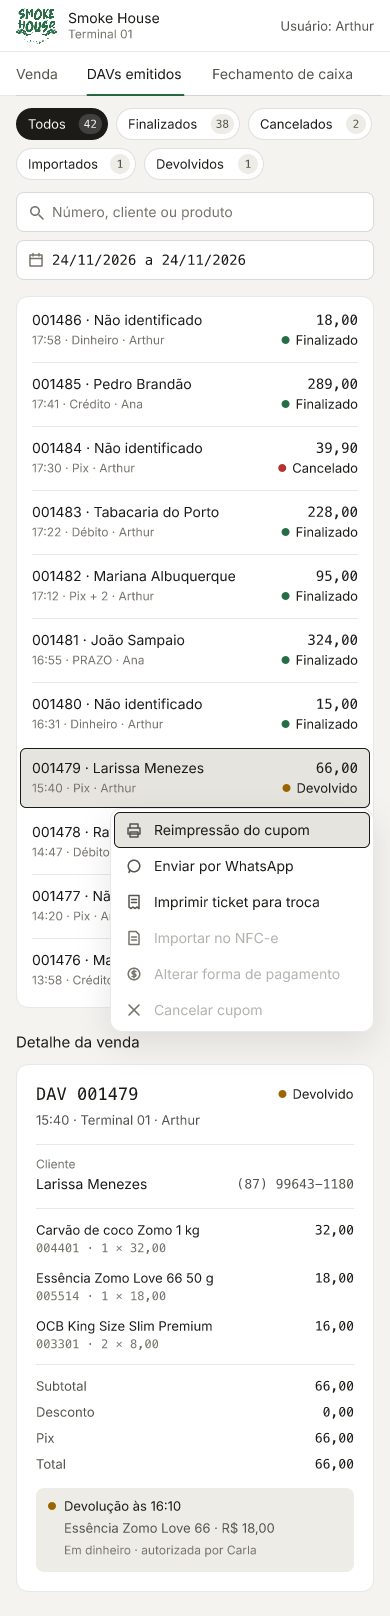 SMOKE
HOUSE
Smoke House
Terminal 01
Usuário: Arthur
Venda
DAVs emitidos
Fechamento de caixa
Todos 42
Finalizados 38
Cancelados 2
Importados 1
Devolvidos 1
Número, cliente ou produto
24/11/2026 a 24/11/2026
001486 · Não identificado 18,00
17:58 · Dinheiro · Arthur Finalizado
001485 · Pedro Brandão 289,00
17:41 · Crédito · Ana Finalizado
001484 · Não identificado 39,90
17:30 · Pix · Arthur Cancelado
001483 · Tabacaria do Porto 228,00
17:22 · Débito · Arthur Finalizado
001482 · Mariana Albuquerque 95,00
17:12 · Pix + 2 · Arthur Finalizado
001481 · João Sampaio 324,00
16:55 · PRAZO · Ana Finalizado
001480 · Não identificado 15,00
16:31 · Dinheiro · Arthur Finalizado
001479 · Larissa Menezes 66,00
15:40 · Pix · Arthur Devolvido
001478 · Ra
14:47 · Débito
001477 · Nã
14:20 · Pix · A
001476 · Ma
13:58 · Crédito
Reimpressão do cupom
Enviar por WhatsApp
Imprimir ticket para troca
Importar no NFC-e
Alterar forma de pagamento
Cancelar cupom
Detalhe da venda
DAV 001479 Devolvido
15:40 · Terminal 01 · Arthur
Cliente
Larissa Menezes (87) 99643-1180
Carvão de coco Zomo 1 kg 32,00
004401 · 1 × 32,00
Essência Zomo Love 66 50 g 18,00
005514 · 1 × 18,00
OCB King Size Slim Premium 16,00
003301 · 2 × 8,00
Subtotal 66,00
Desconto 0,00
Pix 66,00
Total 66,00
Devolução às 16:10
Essência Zomo Love 66 · R$ 18,00
Em dinheiro · autorizada por Carla